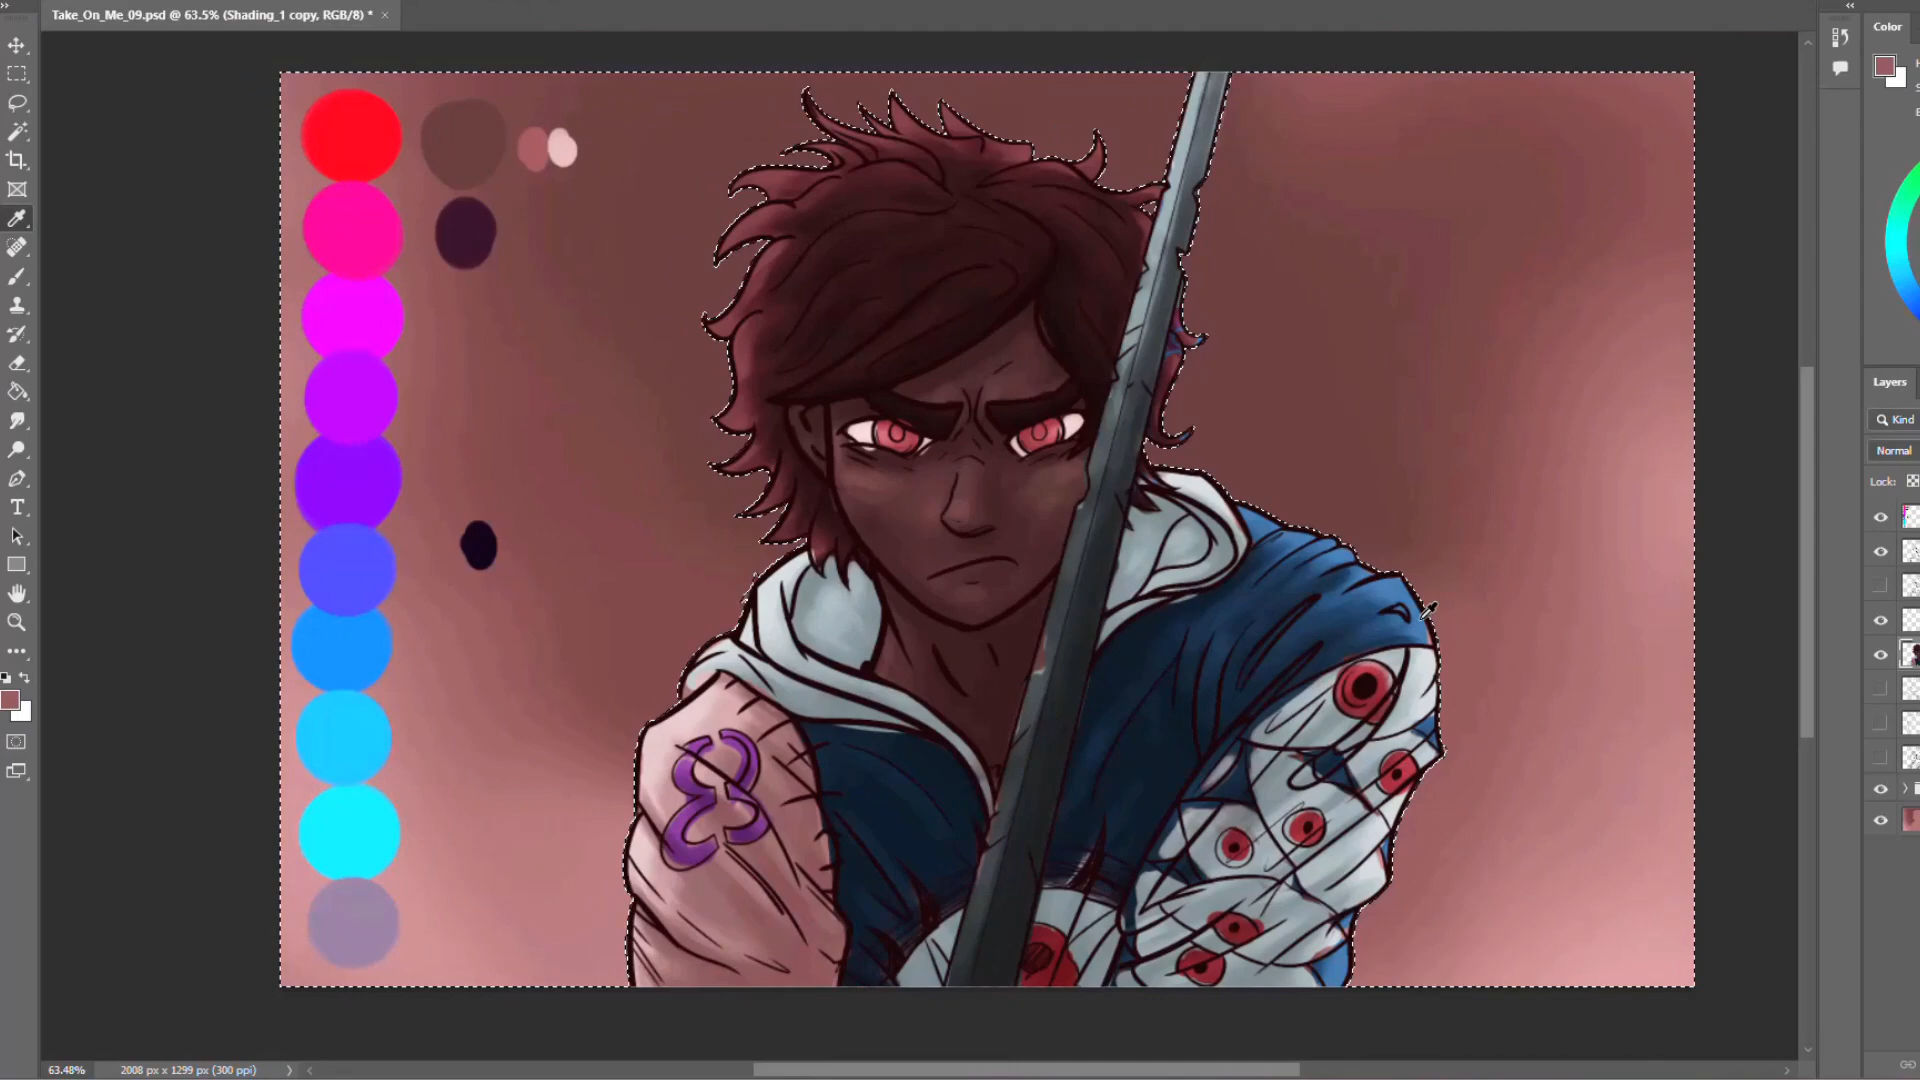 Take_On_Me_09.psd @ 63.5% (Shading_1 copy, RGB/8) *
Color
Layers
Kind
Normal
Lock:
T
63.48%
2008 px x 1299 px (300 ppi)